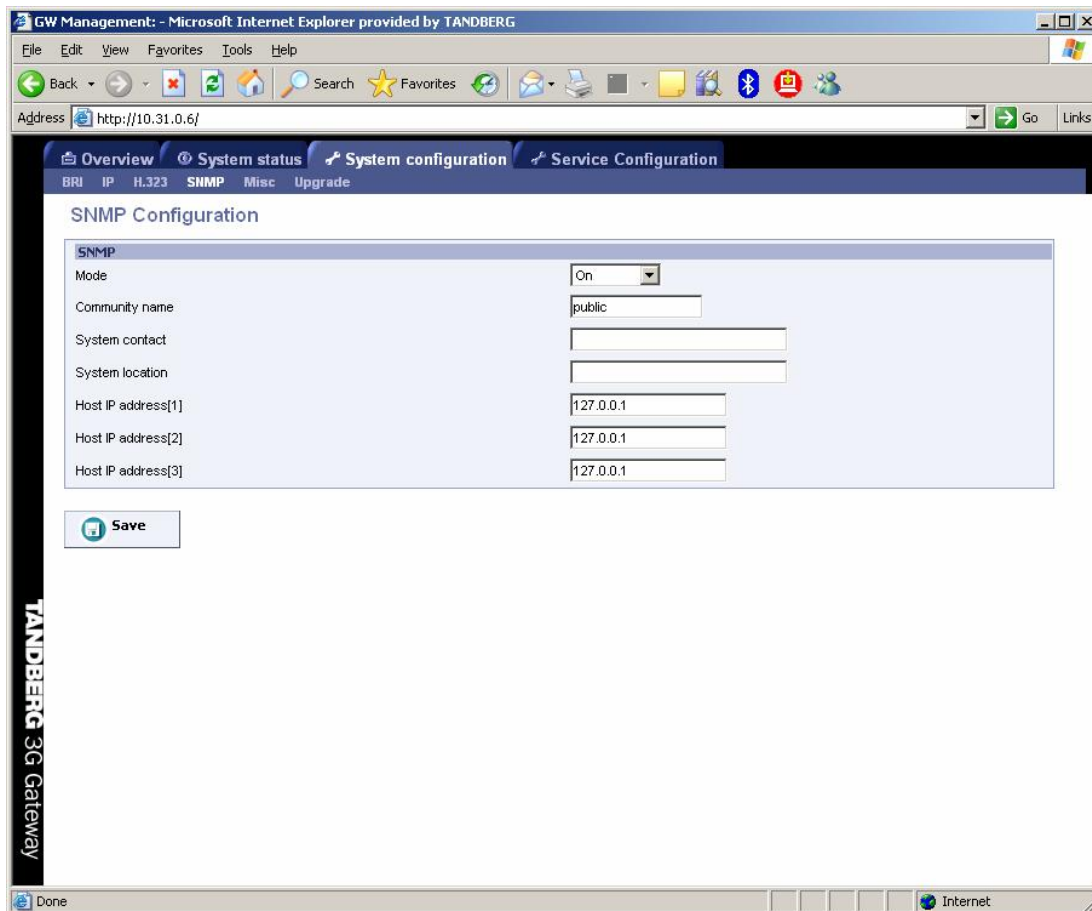 GW Management: - Microsoft Internet Explorer provided by TANDBERG
File Edit View Favorites Tools Help
Back Search Favorites
Address http://10.31.0.6/ Go Links
Overview System status System configuration Service Configuration
BRI IP H.323 SNMP Misc Upgrade
SNMP Configuration
SNMP
Mode On
Community name public
System contact
System location
Host IP address[1] 127.0.0.1
Host IP address[2] 127.0.0.1
Host IP address[3] 127.0.0.1
Save
TANDBERG 3G Gateway
Done Internet